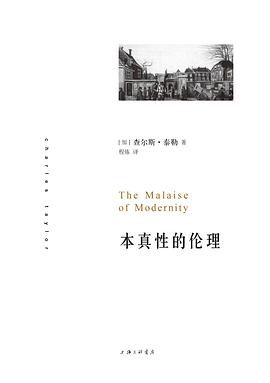 [加] 查尔斯·泰勒 著
程炼 译
charles taylor
The Malaise
of Modernity
本真性的伦理
上海三联书店